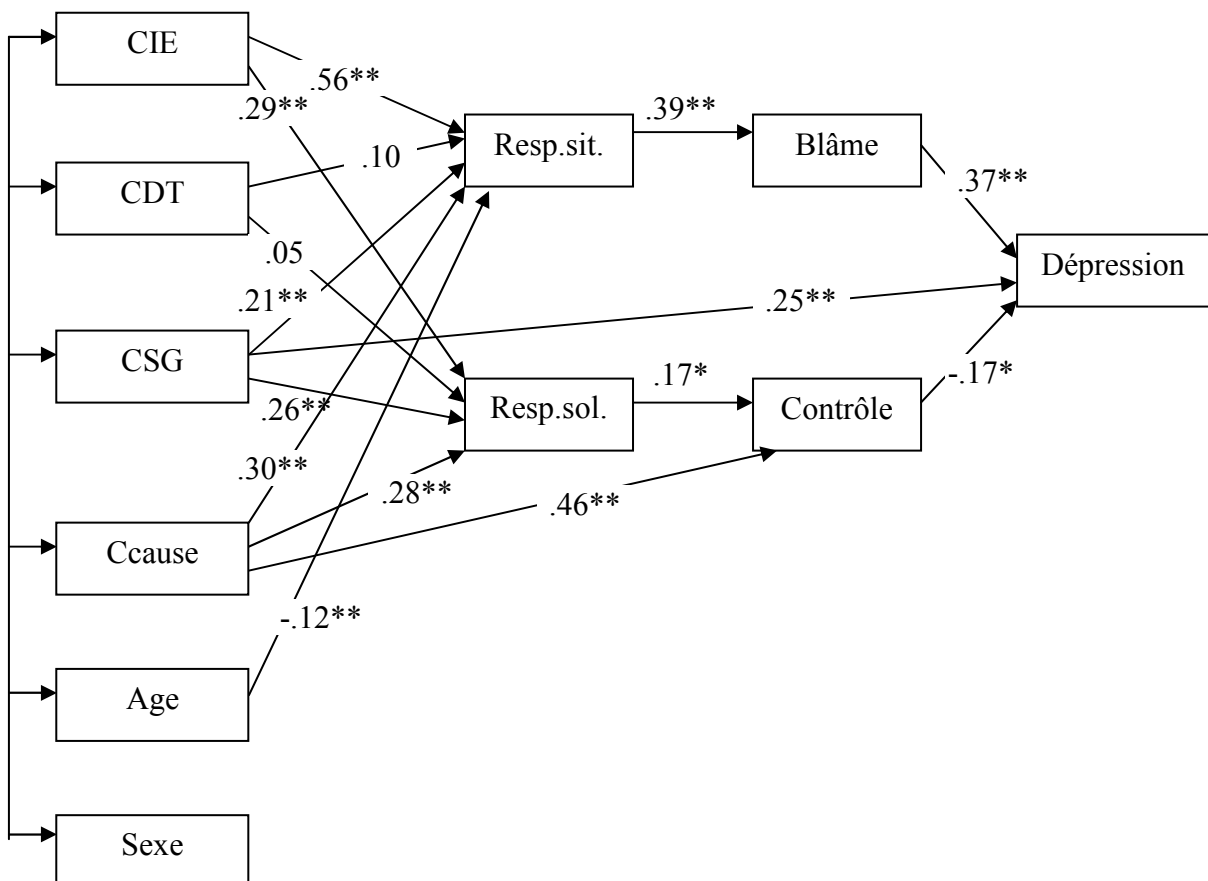 CIE
.56**
.29**
.39**
Resp.sit.
Blâme
.10
CDT
.37**
.05
Dépression
.21**
.25**
CSG
.17*
-.17*
Resp.sol.
Contrôle
.26**
.30**
.28**
.46**
Ccause
-.12**
Age
Sexe